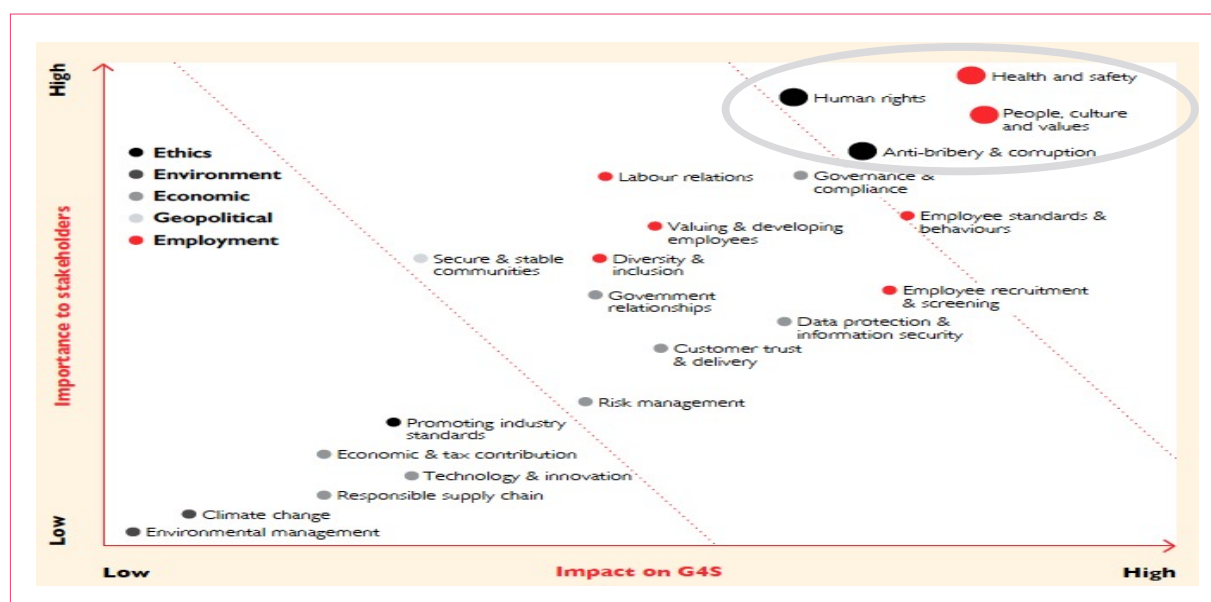 High
Health and safety
Human rights
People, culture
and values
Ethics
Anti-bribery & corruption
Environment
Labour relations
Governance &
compliance
Economic
Geopolitical
Employee standards &
behaviours
Valuing & developing
employees
Employment
Secure & stable
communities
Diversity &
inclusion
Importance to stakeholders
Government
relationships
Employee recruitment
& screening
Data protection &
information security
Customer trust
& delivery
Risk management
Promoting industry
standards
Economic & tax contribution
Technology & innovation
Responsible supply chain
Climate change
Environmental management
Low
Low
Impact on G4S
High